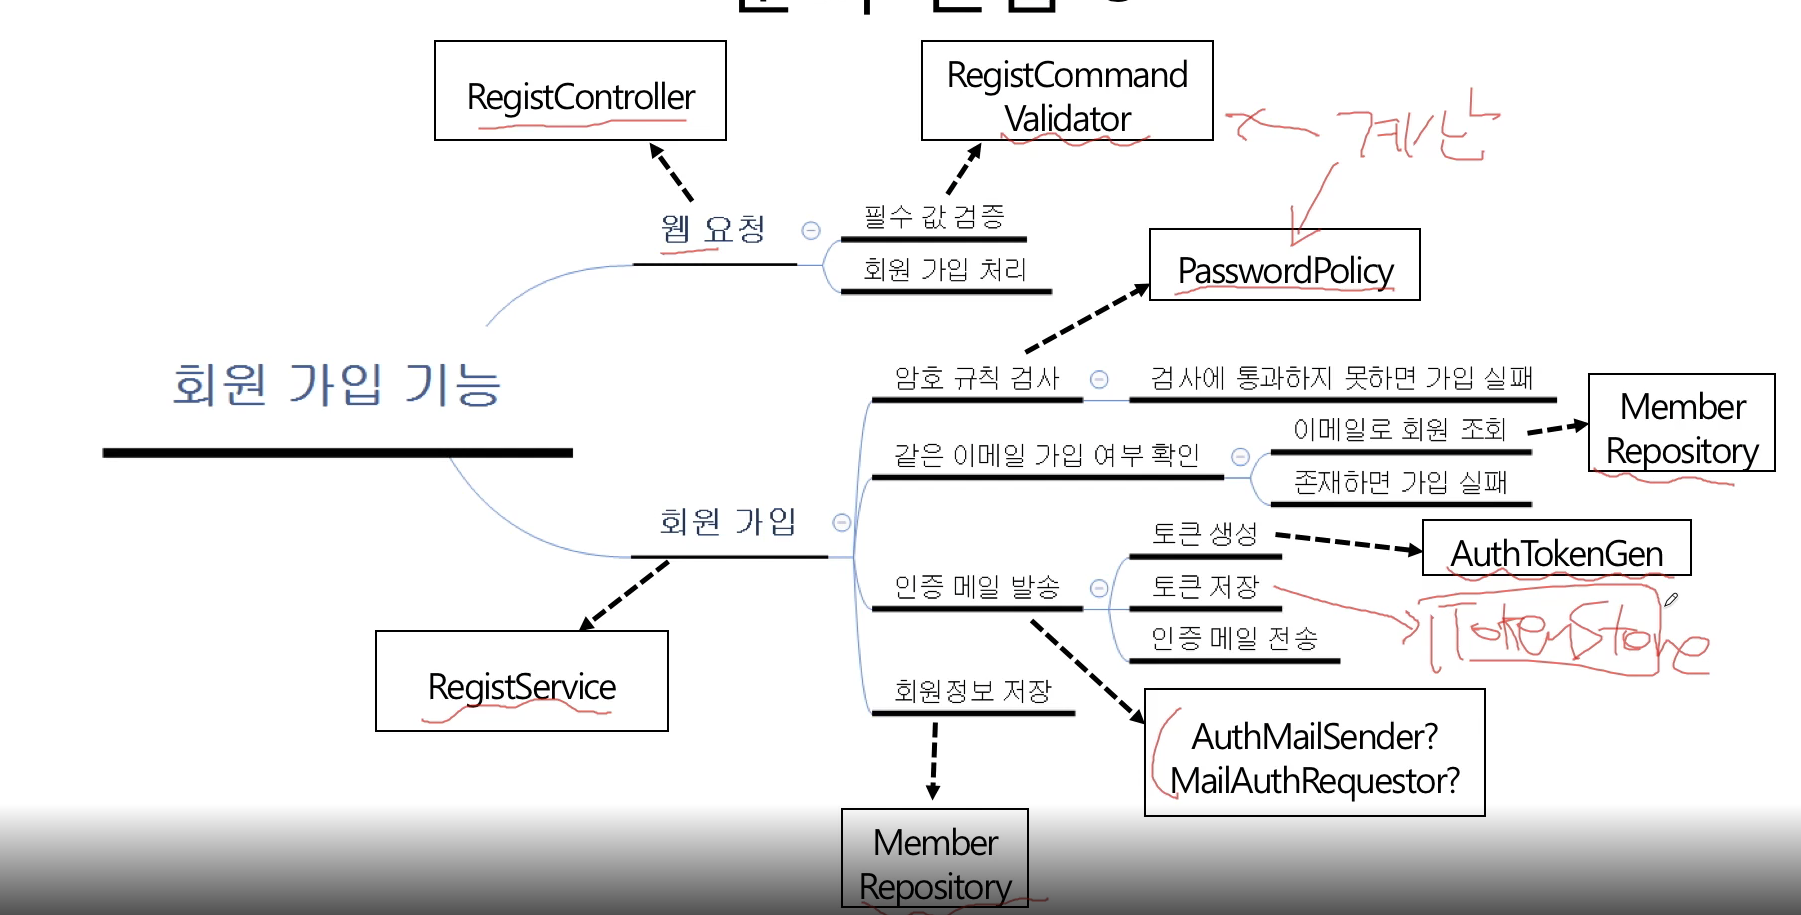 RegistController
RegistCommand
Validator
계산
웹 요청
필수 값 검증
회원 가입 처리
PasswordPolicy
회원 가입 기능
암호 규칙 검사
검사에 통과하지 못하면 가입 실패
Member
Repository
같은 이메일 가입 여부 확인
이메일로 회원 조회
존재하면 가입 실패
회원 가입
토큰 생성
AuthTokenGen
인증 메일 발송
토큰 저장
TokenStore
인증 메일 전송
RegistService
회원정보 저장
AuthMailSender?
MailAuthRequestor?
Member
Repository